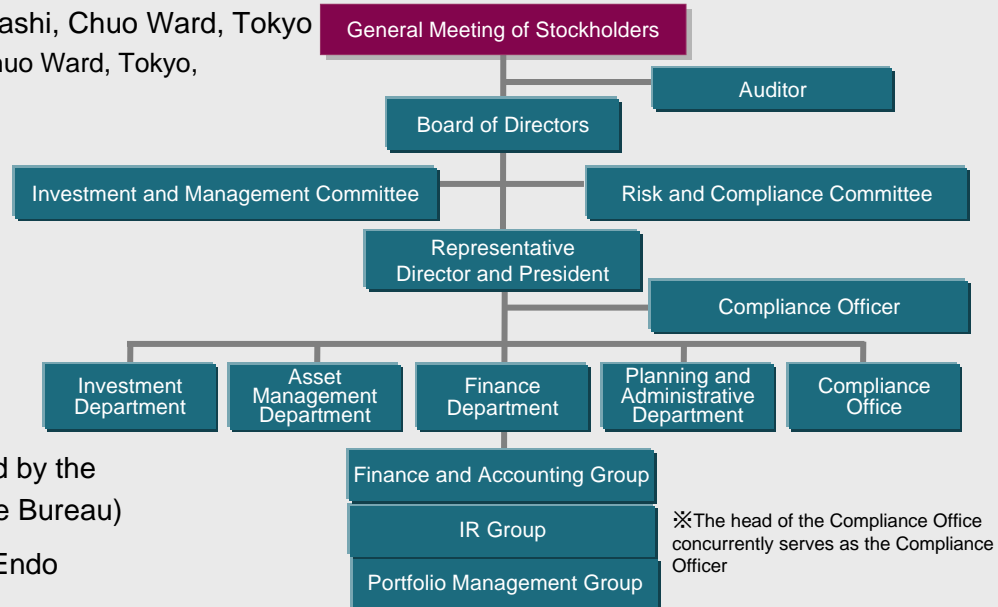 ashi, Chuo Ward, Tokyo
General Meeting of Stockholders
uo Ward, Tokyo,
Auditor
Board of Directors
Investment and Management Committee
Risk and Compliance Committee
Representative
Director and President
Compliance Officer
Investment
Department
Asset
Management
Department
Finance
Department
Planning and
Administrative
Department
Compliance
Office
d by the
Finance and Accounting Group
e Bureau)
IR Group
※The head of the Compliance Office
concurrently serves as the Compliance
Officer
Endo
Portfolio Management Group